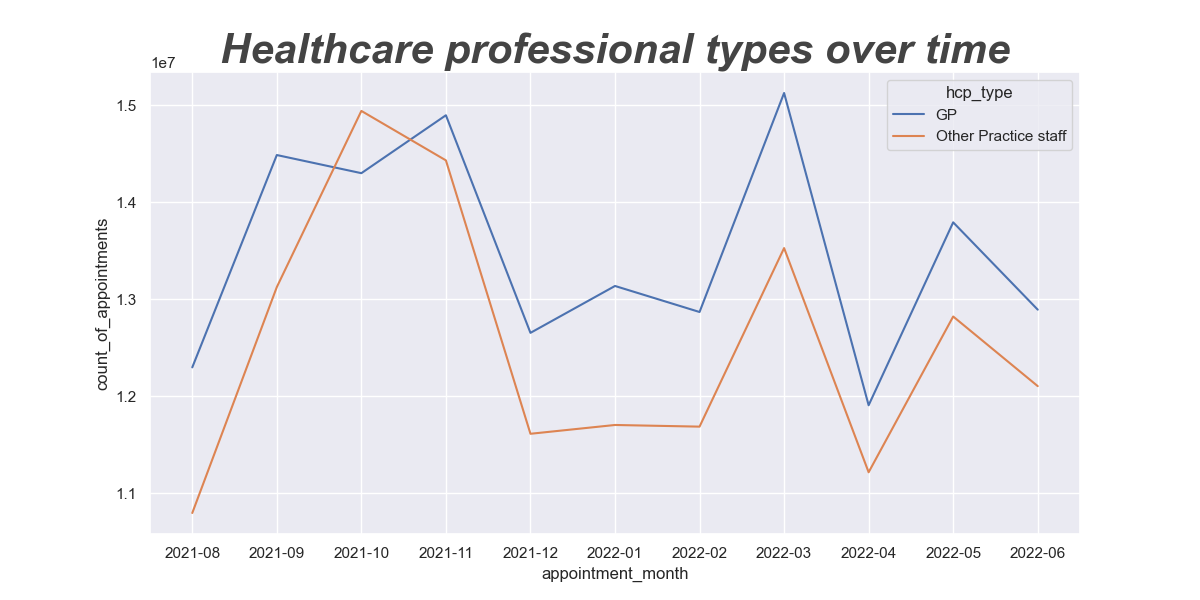 Healthcare professional types over time
1e7
hcp_type
GP
Other Practice staff
count_of_appointments
1.5
1.4
1.3
1.2
1.1
2021-08 2021-09 2021-10 2021-11 2021-12 2022-01 2022-02 2022-03 2022-04 2022-05 2022-06
appointment_month